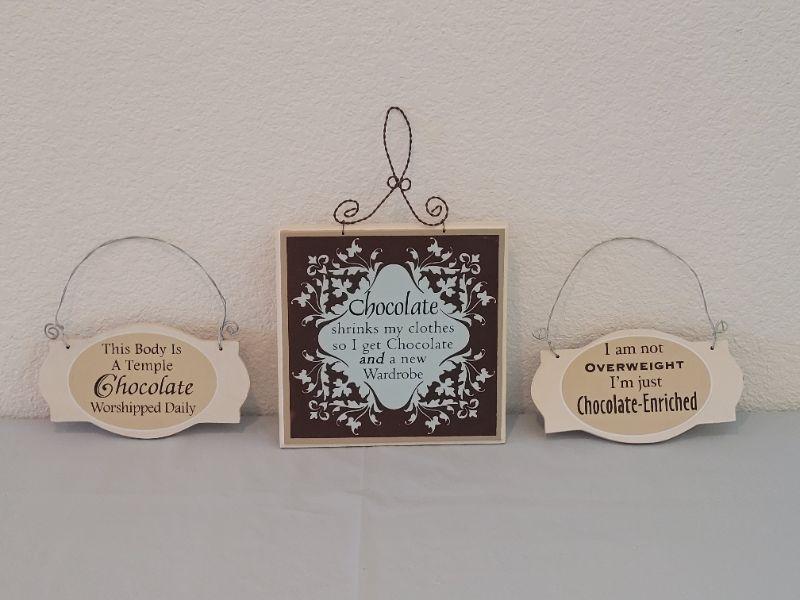 This Body Is
A Temple
Chocolate
Worshipped Daily
Chocolate
shrinks my clothes
so I get Chocolate
and a new
Wardrobe
I am not
OVERWEIGHT
I'm just
Chocolate-Enriched